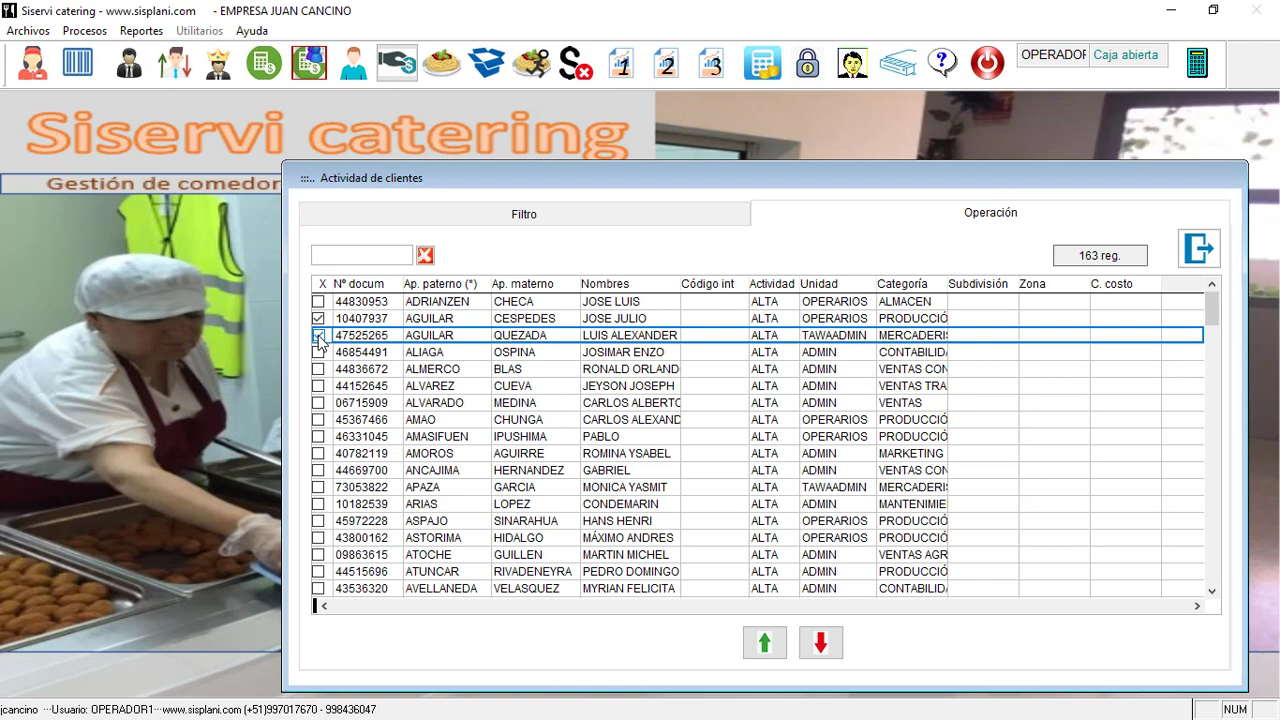 Siservi catering - www.sisplani.com - EMPRESA JUAN CANCINO
Archivos Procesos Reportes Utilitarios Ayuda
1 2 3 OPERADOR Caja abierta
Siservi catering
Gestión de comedor
:::.. Actividad de clientes
Filtro Operación
163 reg.
X Nº docum Ap. paterno (*) Ap. materno Nombres Código int Actividad Unidad Categoría Subdivisión Zona C. costo
44830953 ADRIANZEN CHECA JOSE LUIS ALTA OPERARIOS ALMACEN
10407937 AGUILAR CESPEDES JOSE JULIO ALTA OPERARIOS PRODUCCIÓ
47525265 AGUILAR QUEZADA LUIS ALEXANDER ALTA TAWAADMIN MERCADERI
46854491 ALIAGA OSPINA JOSIMAR ENZO ALTA ADMIN CONTABILID
44836672 ALMERCO BLAS RONALD ORLAND ALTA ADMIN VENTAS CON
44152645 ALVAREZ CUEVA JEYSON JOSEPH ALTA ADMIN VENTAS TRA
06715909 ALVARADO MEDINA CARLOS ALBERTO ALTA ADMIN VENTAS
45367466 AMAO CHUNGA CARLOS ALEXAND ALTA OPERARIOS PRODUCCIÓ
46331045 AMASIFUEN IPUSHIMA PABLO ALTA OPERARIOS PRODUCCIÓ
40782119 AMOROS AGUIRRE ROMINA YSABEL ALTA ADMIN MARKETING
44669700 ANCAJIMA HERNANDEZ GABRIEL ALTA ADMIN VENTAS CON
73053822 APAZA GARCIA MONICA YASMIT ALTA TAWAADMIN MERCADERI
10182539 ARIAS LOPEZ CONDEMARIN ALTA ADMIN MANTENIMIE
45972228 ASPAJO SINARAHUA HANS HENRI ALTA OPERARIOS PRODUCCIÓ
43800162 ASTORIMA HIDALGO MÁXIMO ANDRES ALTA OPERARIOS PRODUCCIÓ
09863615 ATOCHE GUILLEN MARTIN MICHEL ALTA ADMIN VENTAS AGR
44515696 ATUNCAR RIVADENEYRA PEDRO DOMINGO ALTA ADMIN PRODUCCIÓ
43536320 AVELLANEDA VELASQUEZ MYRIAN FELICITA ALTA ADMIN CONTABILID
jcancino ···Usuario: OPERADOR1···www.sisplani.com (+51)997017670 - 998436047 NUM